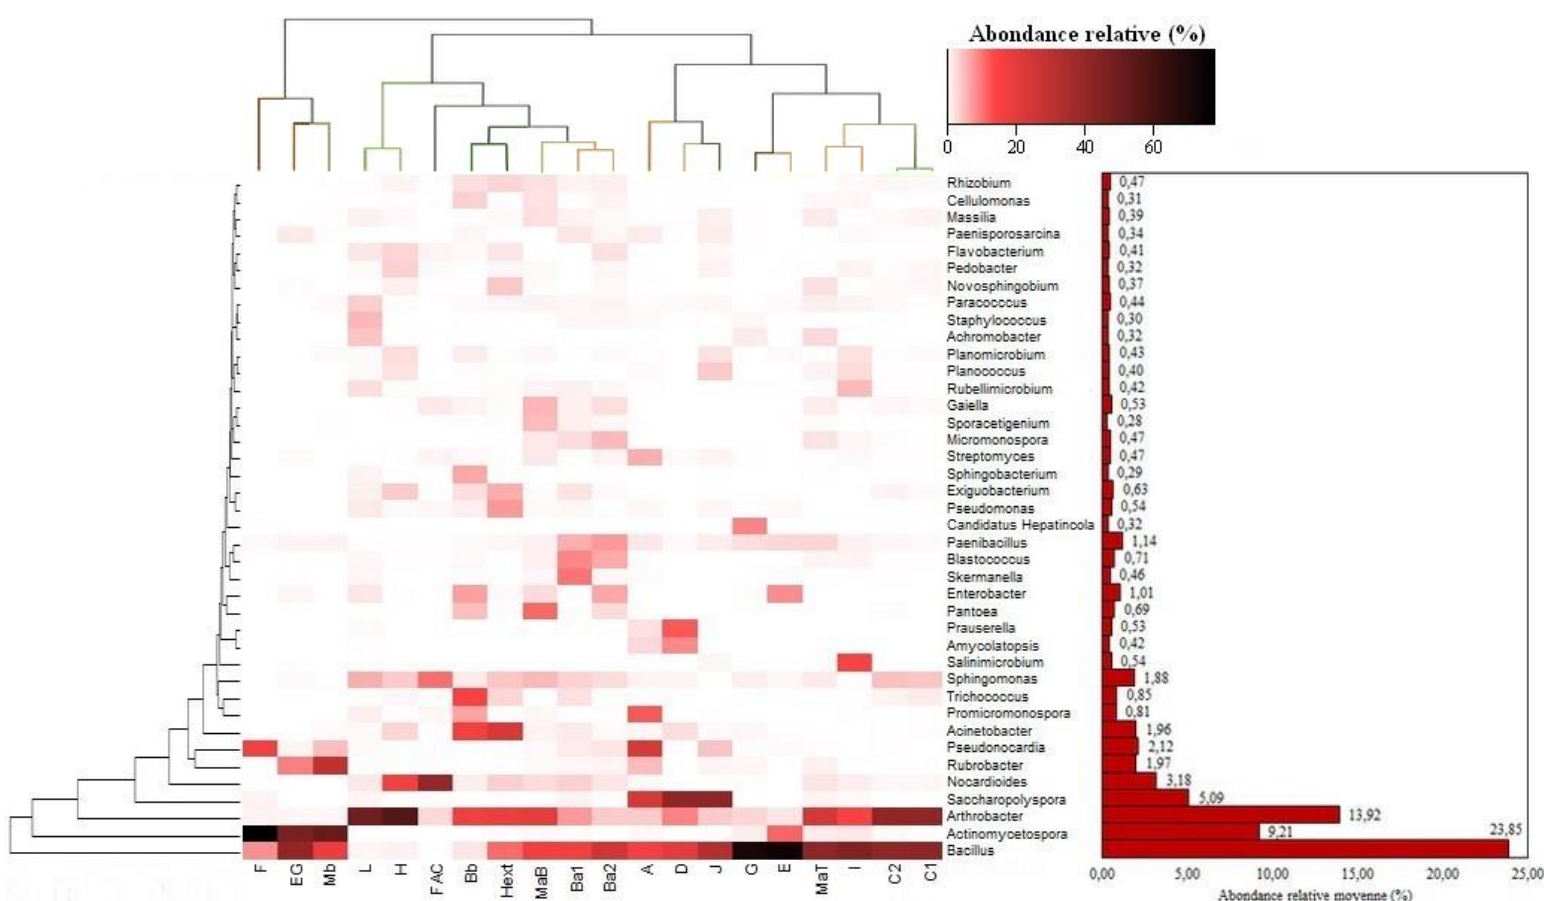 Abondance relative (%)
0 20 40 60
Rhizobium 0,47
Cellulomonas 0,31
Massilia 0,39
Paenisporosarcina 0,34
Flavobacterium 0,41
Pedobacter 0,32
Novosphingobium 0,37
Paracoccus 0,44
Staphylococcus 0,30
Achromobacter 0,32
Planomicrobium 0,43
Planococcus 0,40
Rubellimicrobium 0,42
Gaiella 0,53
Sporacetigenium 0,28
Micromonospora 0,47
Streptomyces 0,47
Sphingobacterium 0,29
Exiguobacterium 0,63
Pseudomonas 0,54
Candidatus Hepatincola 0,32
Paenibacillus 1,14
Blastococcus 0,71
Skermanella 0,46
Enterobacter 1,01
Pantoea 0,69
Prauserella 0,53
Amycolatopsis 0,42
Salinimicrobium 0,54
Sphingomonas 1,88
Trichococcus 0,85
Promicromonospora 0,81
Acinetobacter 1,96
Pseudonocardia 2,12
Rubrobacter 1,97
Nocardioides 3,18
Saccharopolyspora 5,09
Arthrobacter 13,92
Actinomycetospora 9,21
Bacillus 23,85
F EG Mb L H FAC Bb Hext MaB Ba1 Ba2 A D J G E MaT I C2 C1
0,00 5,00 10,00 15,00 20,00 25,00
Abondance relative moyenne (%)